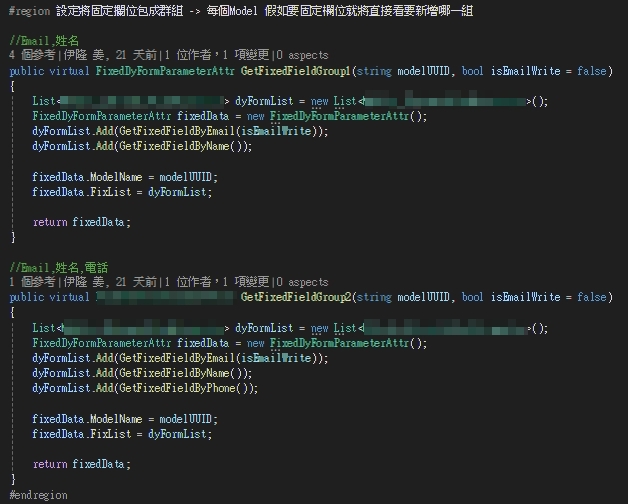 #region 設定將固定欄位包成群組 -> 每個Model 假如要固定欄位就將直接看要新增哪一組
//Email,姓名
4 個參考|伊隆 美, 21 天前|1 位作者，1 項變更|0 aspects
public virtual FixedDyFormParameterAttr GetFixedFieldGroup1(string modelUUID, bool isEmailWrite = false)
{
List< > dyFormList = new List< >();
FixedDyFormParameterAttr fixedData = new FixedDyFormParameterAttr();
dyFormList.Add(GetFixedFieldByEmail(isEmailWrite));
dyFormList.Add(GetFixedFieldByName());
fixedData.ModelName = modelUUID;
fixedData.FixList = dyFormList;
return fixedData;
}
//Email,姓名,電話
1 個參考|伊隆 美, 21 天前|1 位作者，1 項變更|0 aspects
public virtual GetFixedFieldGroup2(string modelUUID, bool isEmailWrite = false)
{
List< > dyFormList = new List< >();
FixedDyFormParameterAttr fixedData = new FixedDyFormParameterAttr();
dyFormList.Add(GetFixedFieldByEmail(isEmailWrite));
dyFormList.Add(GetFixedFieldByName());
dyFormList.Add(GetFixedFieldByPhone());
fixedData.ModelName = modelUUID;
fixedData.FixList = dyFormList;
return fixedData;
}
#endregion